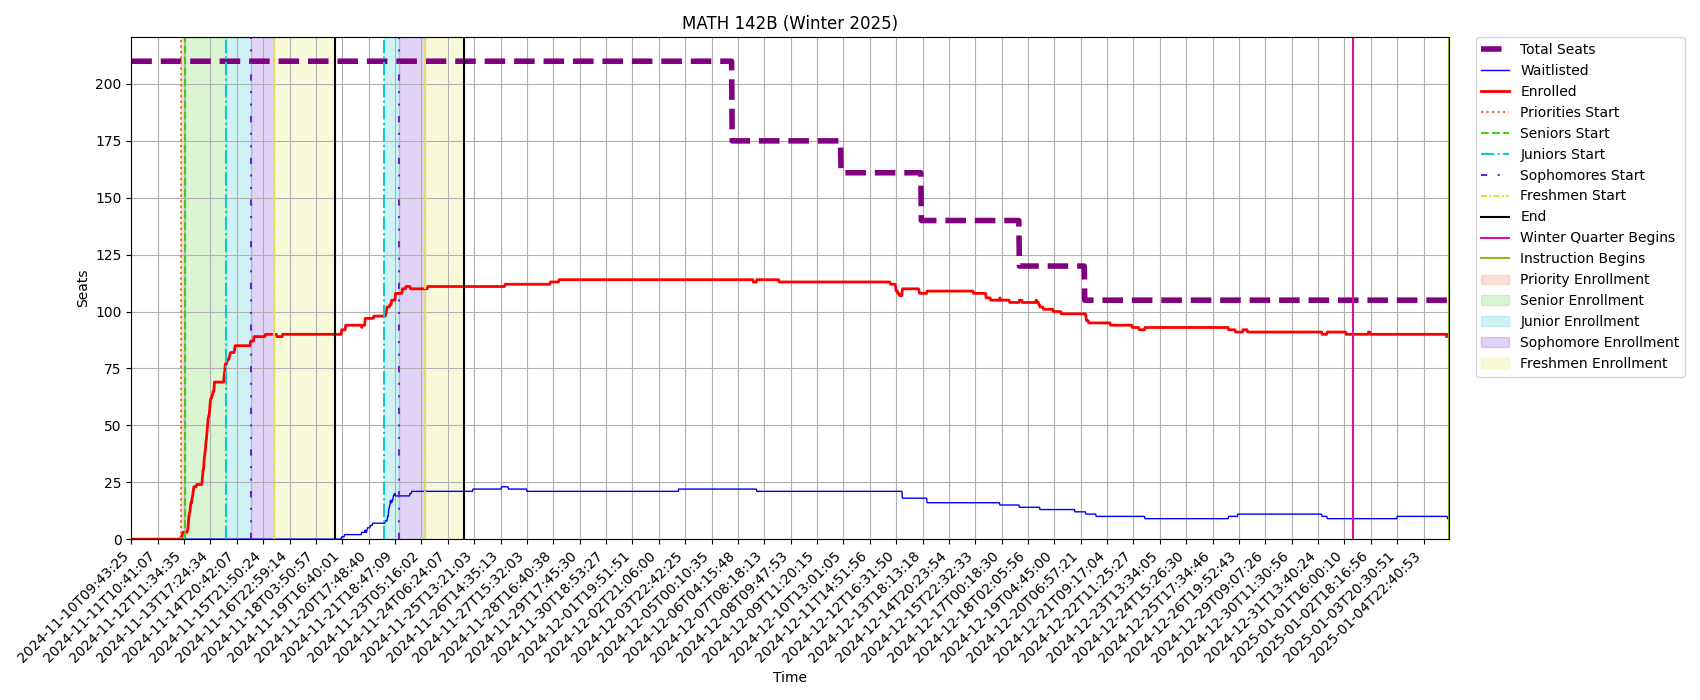 MATH 142B (Winter 2025)
Seats
200
175
150
125
100
75
50
25
0
2024-11-10T09:43:25
2024-11-11T10:41:07
2024-11-12T11:34:35
2024-11-13T17:24:34
2024-11-14T20:42:07
2024-11-15T21:50:24
2024-11-16T22:59:14
2024-11-18T03:50:57
2024-11-19T16:40:01
2024-11-20T17:48:40
2024-11-21T18:47:09
2024-11-23T05:16:02
2024-11-24T06:24:07
2024-11-25T13:21:03
2024-11-26T14:35:13
2024-11-27T15:32:03
2024-11-28T16:40:38
2024-11-29T17:45:30
2024-11-30T18:53:27
2024-12-01T19:51:51
2024-12-02T21:06:00
2024-12-03T22:42:25
2024-12-05T00:10:35
2024-12-06T04:15:48
2024-12-07T08:18:13
2024-12-08T09:47:53
2024-12-09T11:20:15
2024-12-10T13:01:05
2024-12-11T14:51:56
2024-12-12T16:31:50
2024-12-13T18:13:18
2024-12-14T20:23:54
2024-12-15T22:32:33
2024-12-17T00:18:30
2024-12-18T02:05:56
2024-12-19T04:45:00
2024-12-20T06:57:21
2024-12-21T09:17:04
2024-12-22T11:25:27
2024-12-23T13:34:05
2024-12-24T15:26:30
2024-12-25T17:34:46
2024-12-26T19:52:43
2024-12-29T09:07:26
2024-12-30T11:30:56
2024-12-31T13:40:24
2025-01-01T16:00:10
2025-01-02T18:16:56
2025-01-03T20:30:51
2025-01-04T22:40:53
Time
Total Seats
Waitlisted
Enrolled
Priorities Start
Seniors Start
Juniors Start
Sophomores Start
Freshmen Start
End
Winter Quarter Begins
Instruction Begins
Priority Enrollment
Senior Enrollment
Junior Enrollment
Sophomore Enrollment
Freshmen Enrollment